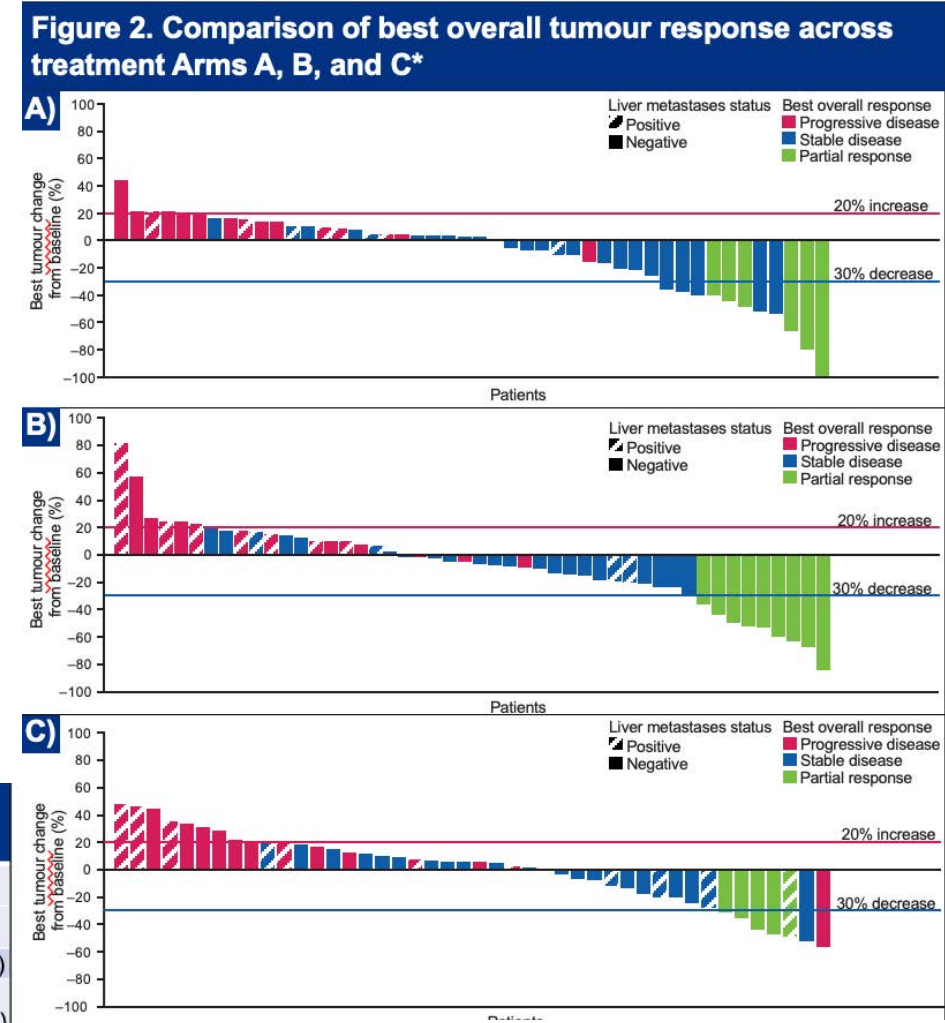 Figure 2. Comparison of best overall tumour response across
treatment Arms A, B, and C*
A)
Best tumour change
from baseline (%)
100
80
60
40
20
0
−20
−40
−60
−80
−100
Liver metastases status
Positive
Negative
Best overall response
Progressive disease
Stable disease
Partial response
20% increase
30% decrease
Patients
B)
Best tumour change
from baseline (%)
100
80
60
40
20
0
−20
−40
−60
−80
−100
Liver metastases status
Positive
Negative
Best overall response
Progressive disease
Stable disease
Partial response
20% increase
30% decrease
Patients
C)
Best tumour change
from baseline (%)
100
80
60
40
20
0
−20
−40
−60
−80
−100
Liver metastases status
Positive
Negative
Best overall response
Progressive disease
Stable disease
Partial response
20% increase
30% decrease
)
)